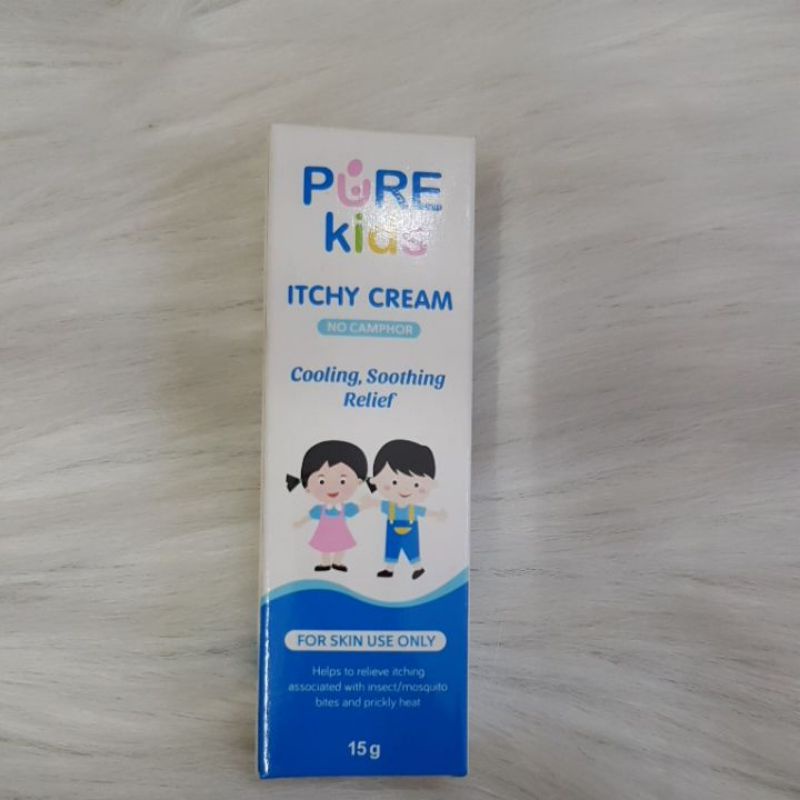 PURE
kids
ITCHY CREAM
NO CAMPHOR
Cooling, Soothing
Relief
FOR SKIN USE ONLY
Helps to relieve itching
associated with insect/mosquito
bites and prickly heat
15g